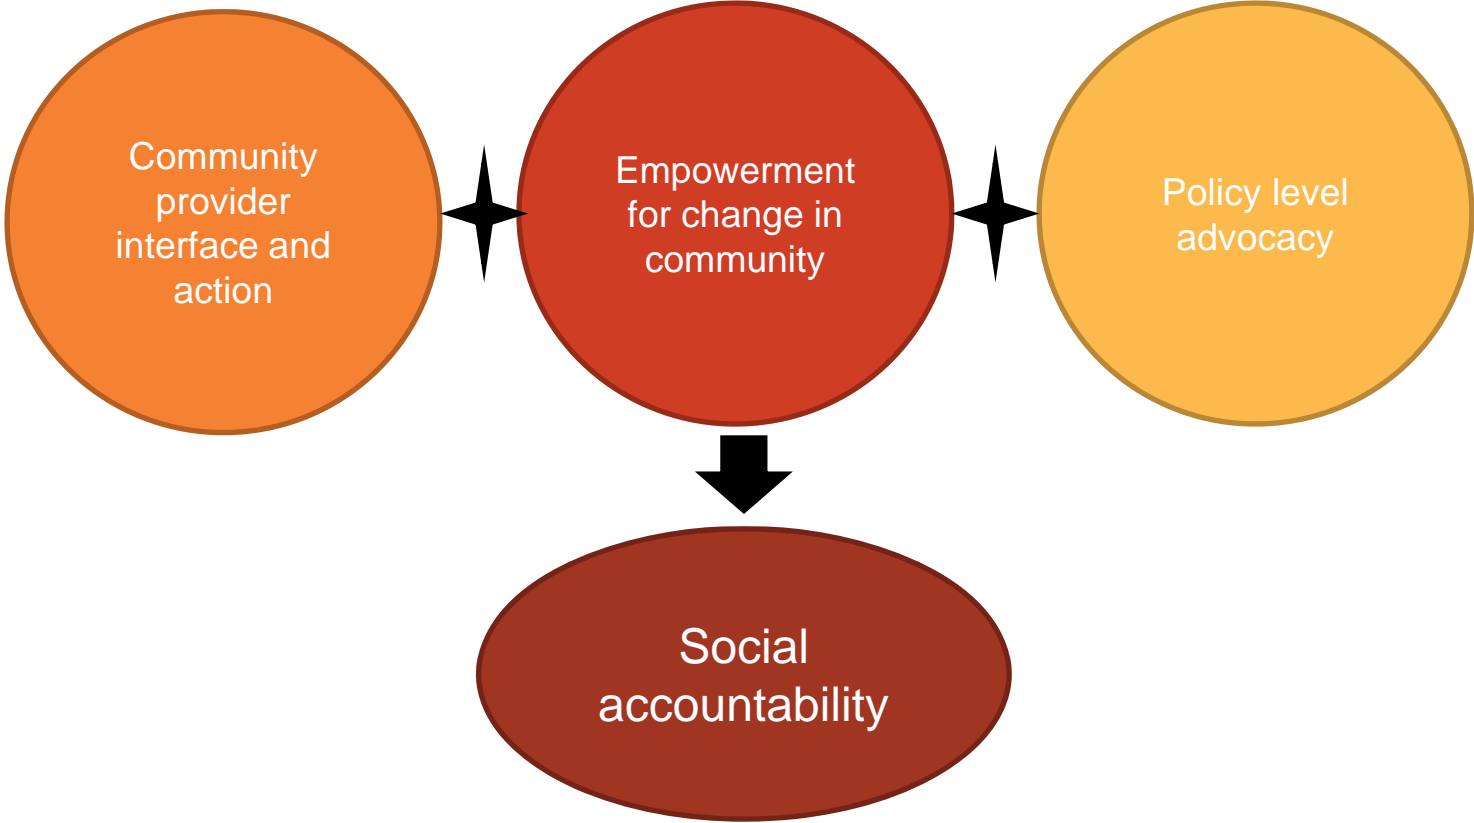 Community
provider
interface and
action
Empowerment
for change in
community
Policy level
advocacy
Social
accountability